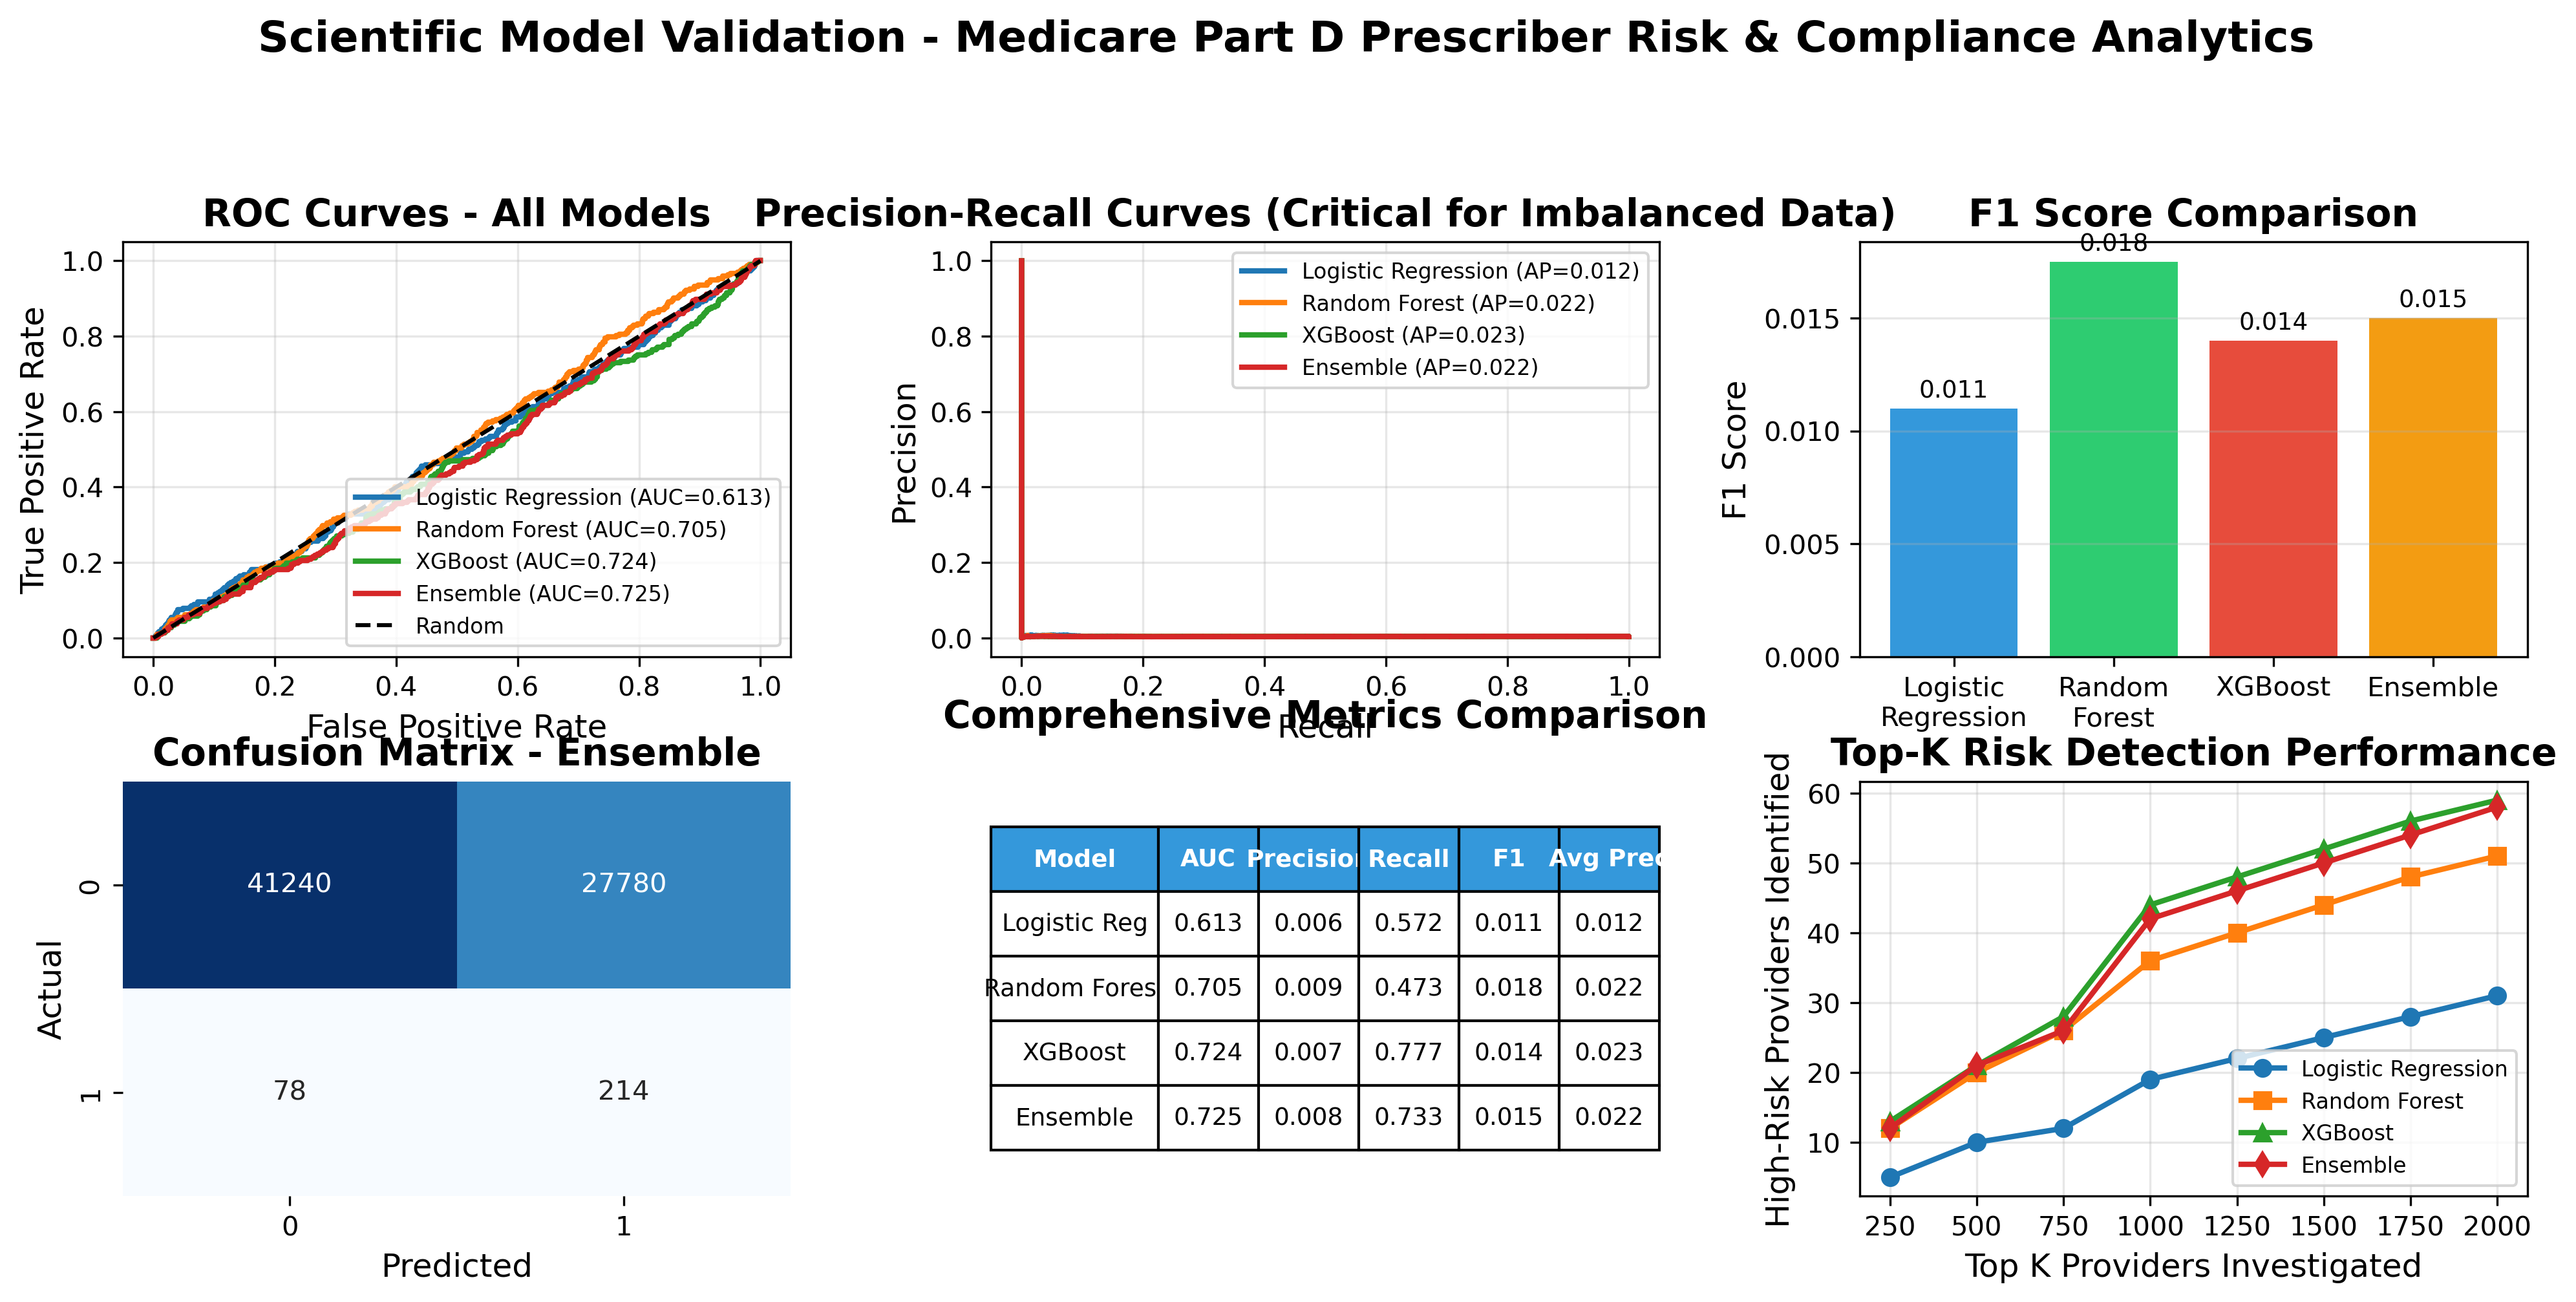 Scientific Model Validation - Medicare Part D Prescriber Risk & Compliance Analytics
ROC Curves - All Models
True Positive Rate
1.0
0.8
0.6
0.4
0.2
0.0
Logistic Regression (AUC=0.613)
Random Forest (AUC=0.705)
XGBoost (AUC=0.724)
Ensemble (AUC=0.725)
Random
0.0 0.2 0.4 0.6 0.8 1.0
False Positive Rate
Precision-Recall Curves (Critical for Imbalanced Data)
Precision
1.0
0.8
0.6
0.4
0.2
0.0
Logistic Regression (AP=0.012)
Random Forest (AP=0.022)
XGBoost (AP=0.023)
Ensemble (AP=0.022)
0.0 0.2 0.4 0.6 0.8 1.0
Recall
F1 Score Comparison
F1 Score
0.015
0.010
0.005
0.000
0.011
0.018
0.014
0.015
Logistic
Regression
Random
Forest
XGBoost
Ensemble
Confusion Matrix - Ensemble
Actual
0
1
41240 27780
78 214
0 1
Predicted
Comprehensive Metrics Comparison
Model AUC Precision Recall F1 Avg Prec
Logistic Reg 0.613 0.006 0.572 0.011 0.012
Random Fores 0.705 0.009 0.473 0.018 0.022
XGBoost 0.724 0.007 0.777 0.014 0.023
Ensemble 0.725 0.008 0.733 0.015 0.022
Top-K Risk Detection Performance
High-Risk Providers Identified
60
50
40
30
20
10
Logistic Regression
Random Forest
XGBoost
Ensemble
250 500 750 1000 1250 1500 1750 2000
Top K Providers Investigated